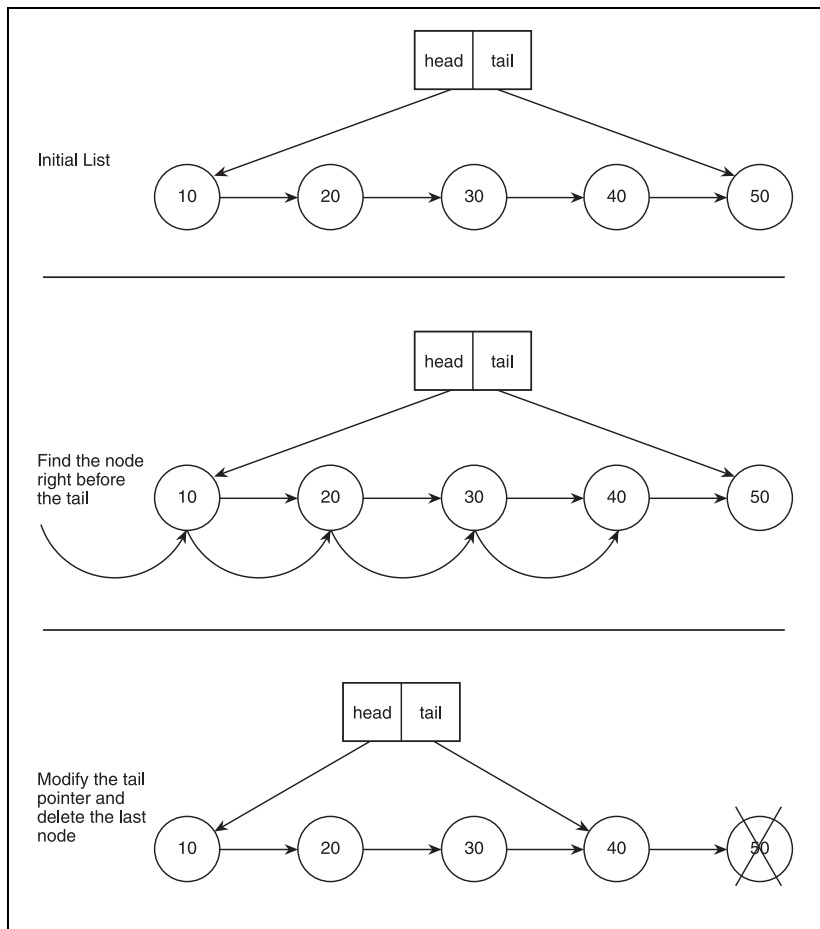 head tail
Initial List
10 20 30 40 50
head tail
Find the node
right before
the tail
10 20 30 40 50
head tail
Modify the tail
pointer and
delete the last
node
10 20 30 40 50